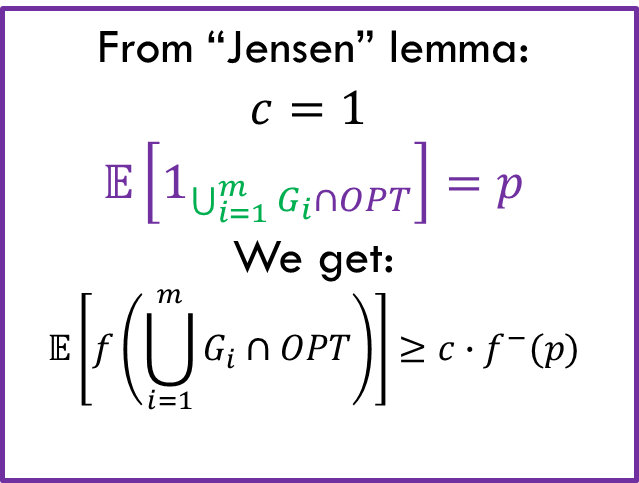 From “Jensen” lemma:
𝑐 = 1
𝔼[1_{⋃_{i=1}^{m} G_i∩OPT}] = p
We get:
𝔼[f(⋃_{i=1}^{m} G_i ∩ OPT)] ≥ c · f⁻(p)